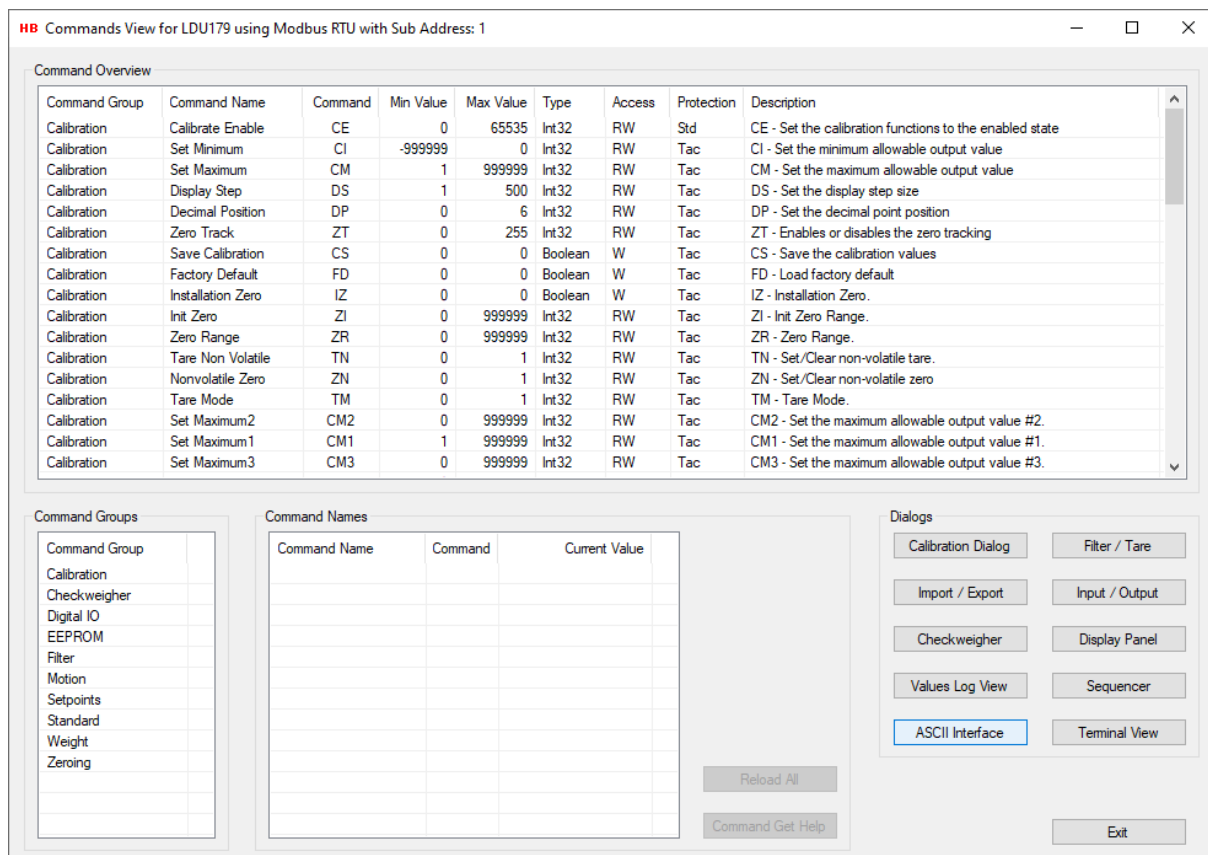 HB Commands View for LDU179 using Modbus RTU with Sub Address: 1
Command Overview
Command Group Command Name Command Min Value Max Value Type Access Protection Description
Calibration Calibrate Enable CE 0 65535 Int32 RW Std CE - Set the calibration functions to the enabled state
Calibration Set Minimum CI -999999 0 Int32 RW Tac CI - Set the minimum allowable output value
Calibration Set Maximum CM 1 999999 Int32 RW Tac CM - Set the maximum allowable output value
Calibration Display Step DS 1 500 Int32 RW Tac DS - Set the display step size
Calibration Decimal Position DP 0 6 Int32 RW Tac DP - Set the decimal point position
Calibration Zero Track ZT 0 255 Int32 RW Tac ZT - Enables or disables the zero tracking
Calibration Save Calibration CS 0 0 Boolean W Tac CS - Save the calibration values
Calibration Factory Default FD 0 0 Boolean W Tac FD - Load factory default
Calibration Installation Zero IZ 0 0 Boolean W Tac IZ - Installation Zero.
Calibration Init Zero ZI 0 999999 Int32 RW Tac ZI - Init Zero Range.
Calibration Zero Range ZR 0 999999 Int32 RW Tac ZR - Zero Range.
Calibration Tare Non Volatile TN 0 1 Int32 RW Tac TN - Set/Clear non-volatile tare.
Calibration Nonvolatile Zero ZN 0 1 Int32 RW Tac ZN - Set/Clear non-volatile zero
Calibration Tare Mode TM 0 1 Int32 RW Tac TM - Tare Mode.
Calibration Set Maximum2 CM2 0 999999 Int32 RW Tac CM2 - Set the maximum allowable output value #2.
Calibration Set Maximum1 CM1 1 999999 Int32 RW Tac CM1 - Set the maximum allowable output value #1.
Calibration Set Maximum3 CM3 0 999999 Int32 RW Tac CM3 - Set the maximum allowable output value #3.
Command Groups
Command Group
Calibration
Checkweigher
Digital IO
EEPROM
Filter
Motion
Setpoints
Standard
Weight
Zeroing
Command Names
Command Name Command Current Value
Reload All
Command Get Help
Dialogs
Calibration Dialog Filter / Tare
Import / Export Input / Output
Checkweigher Display Panel
Values Log View Sequencer
ASCII Interface Terminal View
Exit